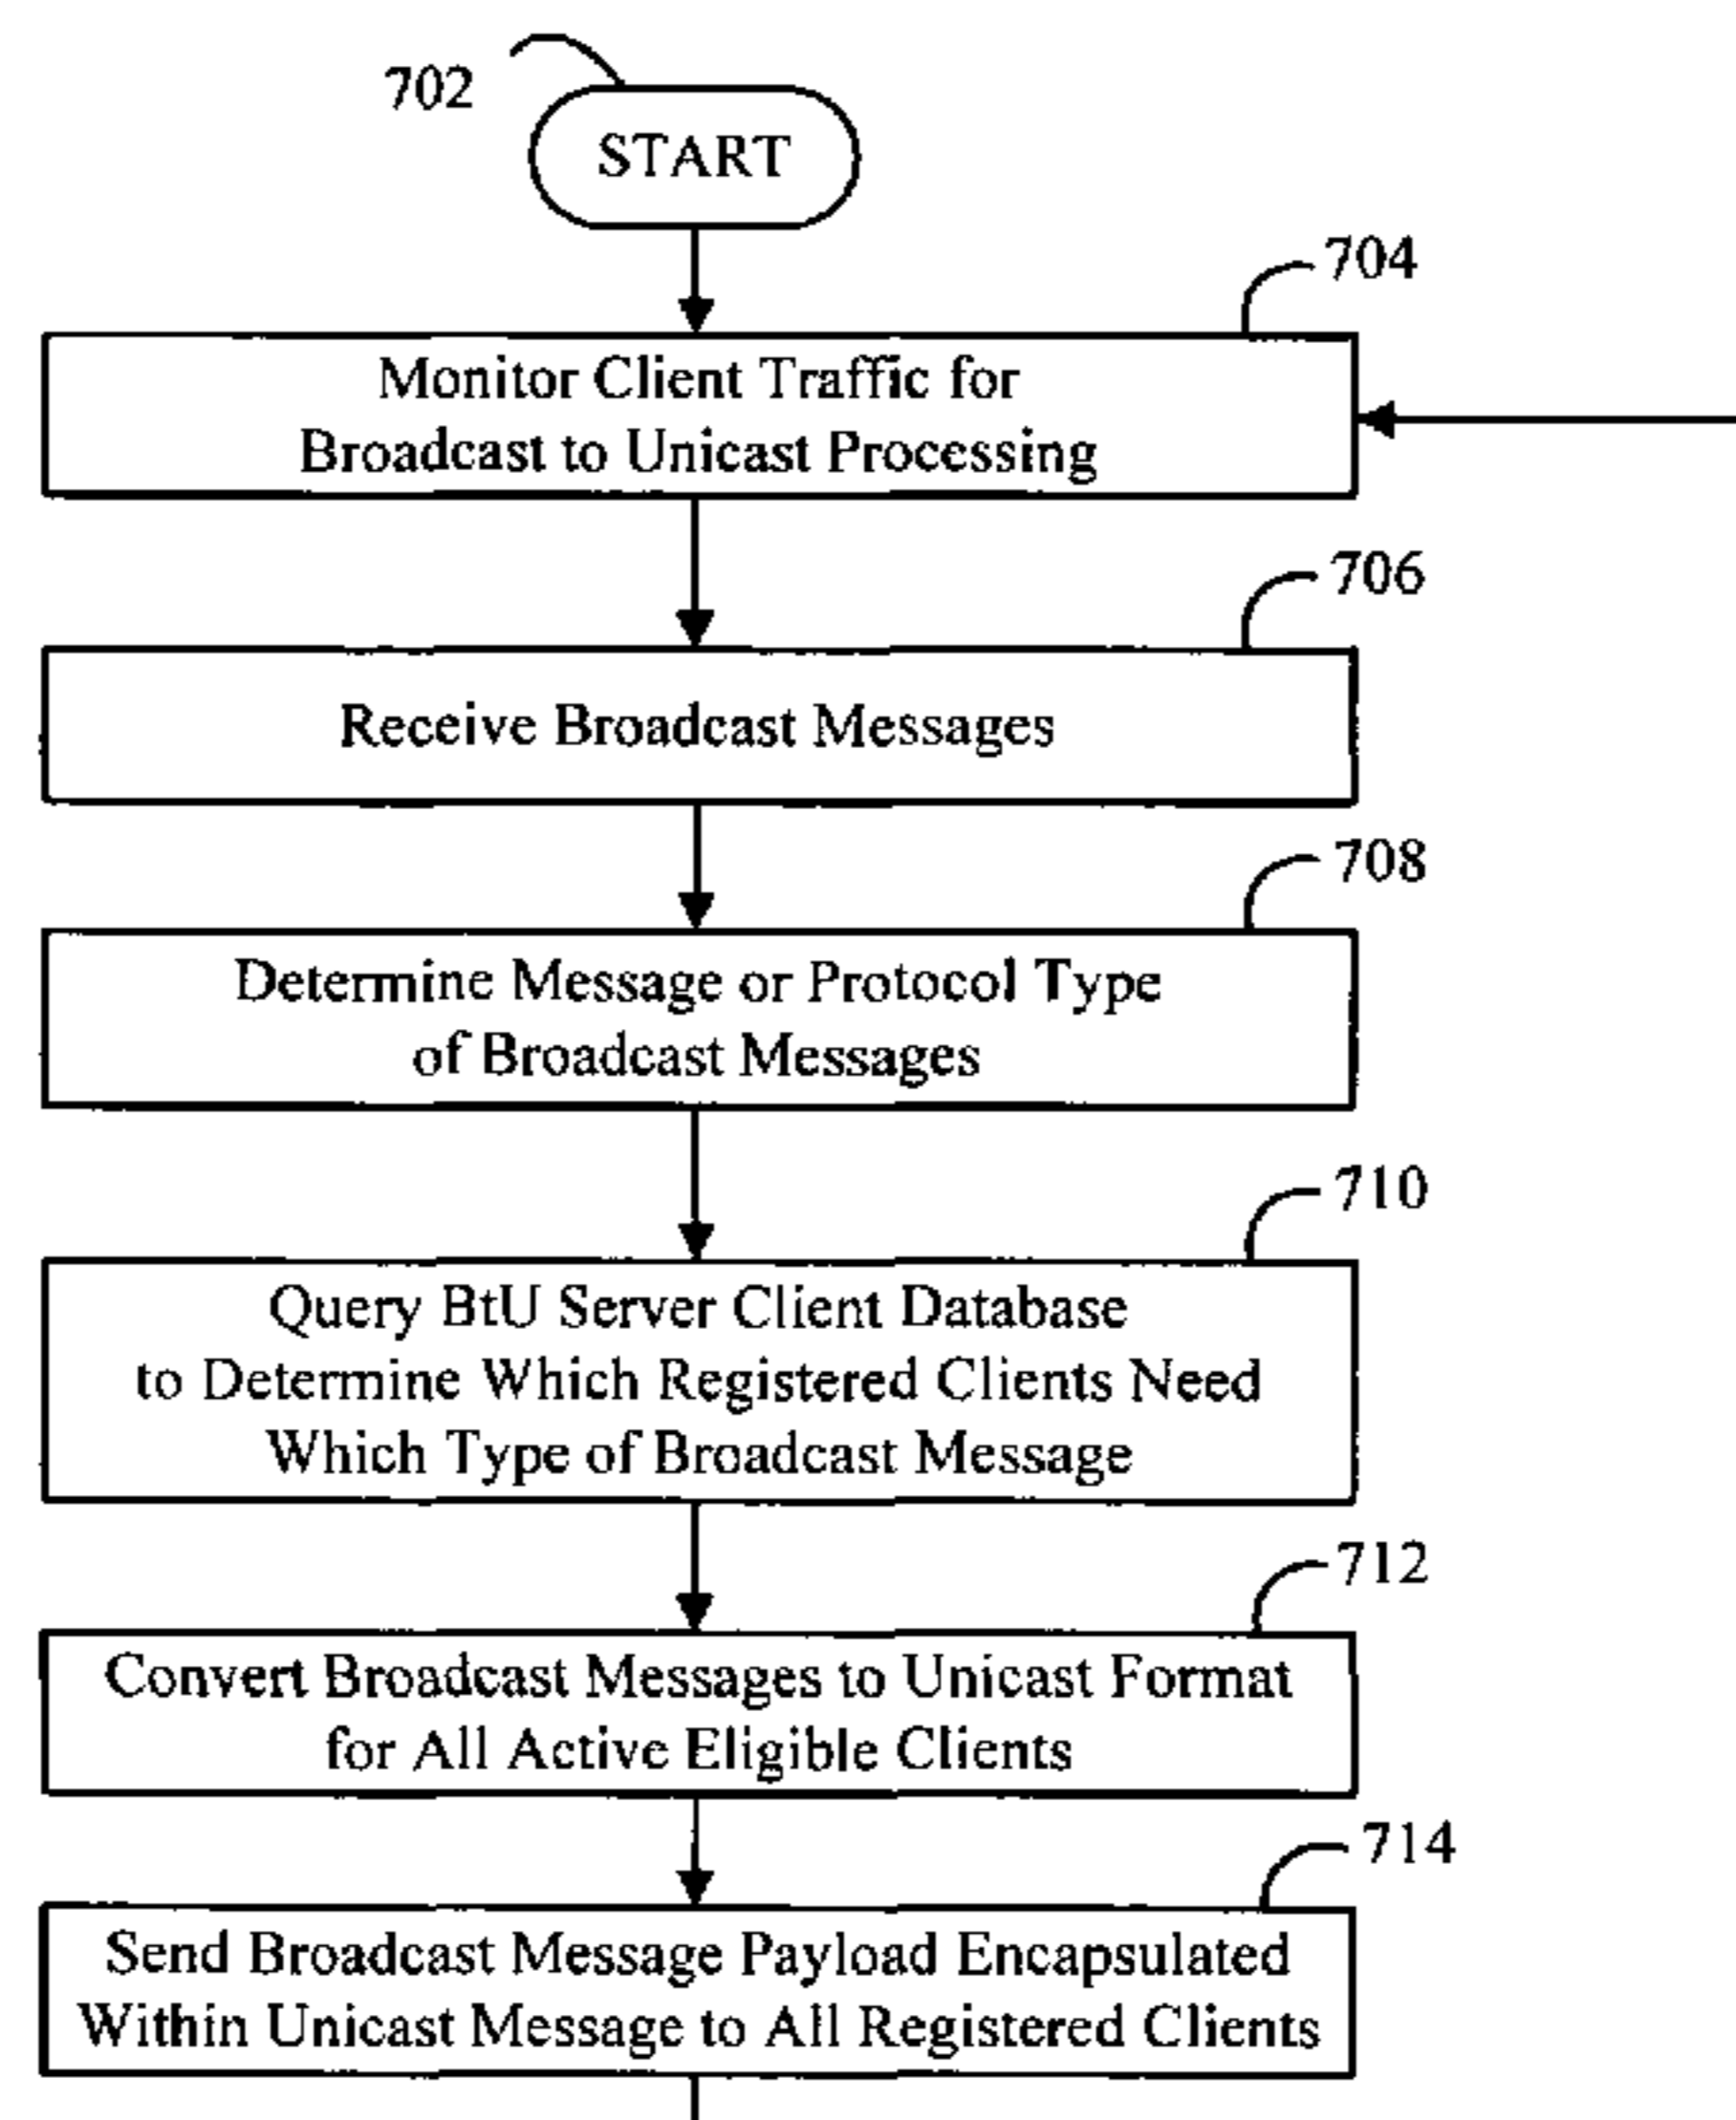 702
START
704
Monitor Client Traffic for
Broadcast to Unicast Processing
706
Receive Broadcast Messages
708
Determine Message or Protocol Type
of Broadcast Messages
710
Query BtU Server Client Database
to Determine Which Registered Clients Need
Which Type of Broadcast Message
712
Convert Broadcast Messages to Unicast Format
for All Active Eligible Clients
714
Send Broadcast Message Payload Encapsulated
Within Unicast Message to All Registered Clients